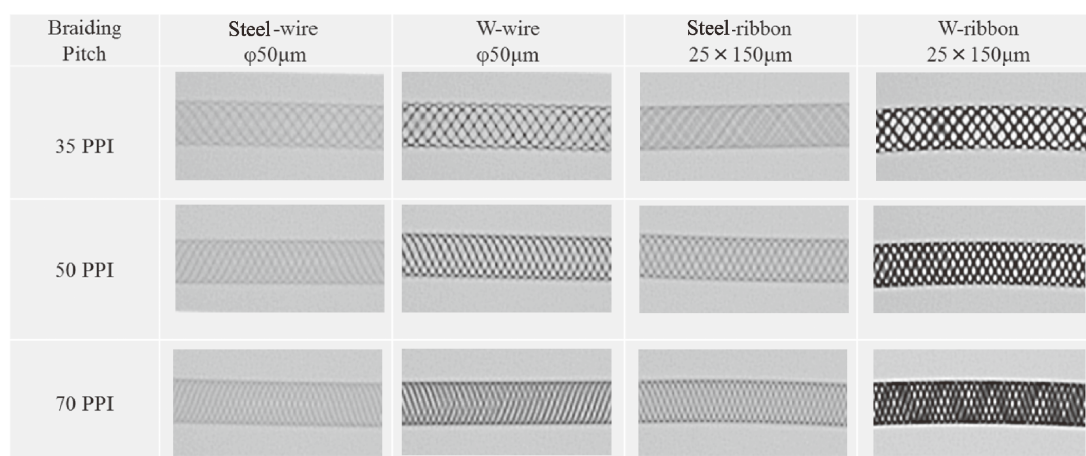 Braiding
Pitch
Steel-wire
φ50μm
W-wire
φ50μm
Steel-ribbon
25×150μm
W-ribbon
25×150μm
35 PPI
50 PPI
70 PPI